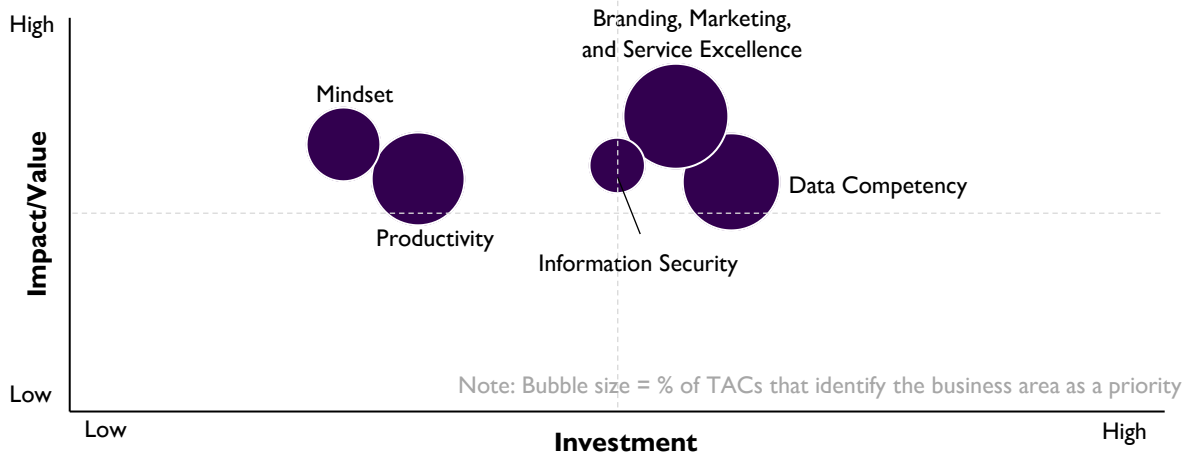 Branding, Marketing,
and Service Excellence
High
Mindset
Impact/Value
Data Competency
Productivity
Information Security
Note: Bubble size = % of TACs that identify the business area as a priority
Low
Low
Investment
High